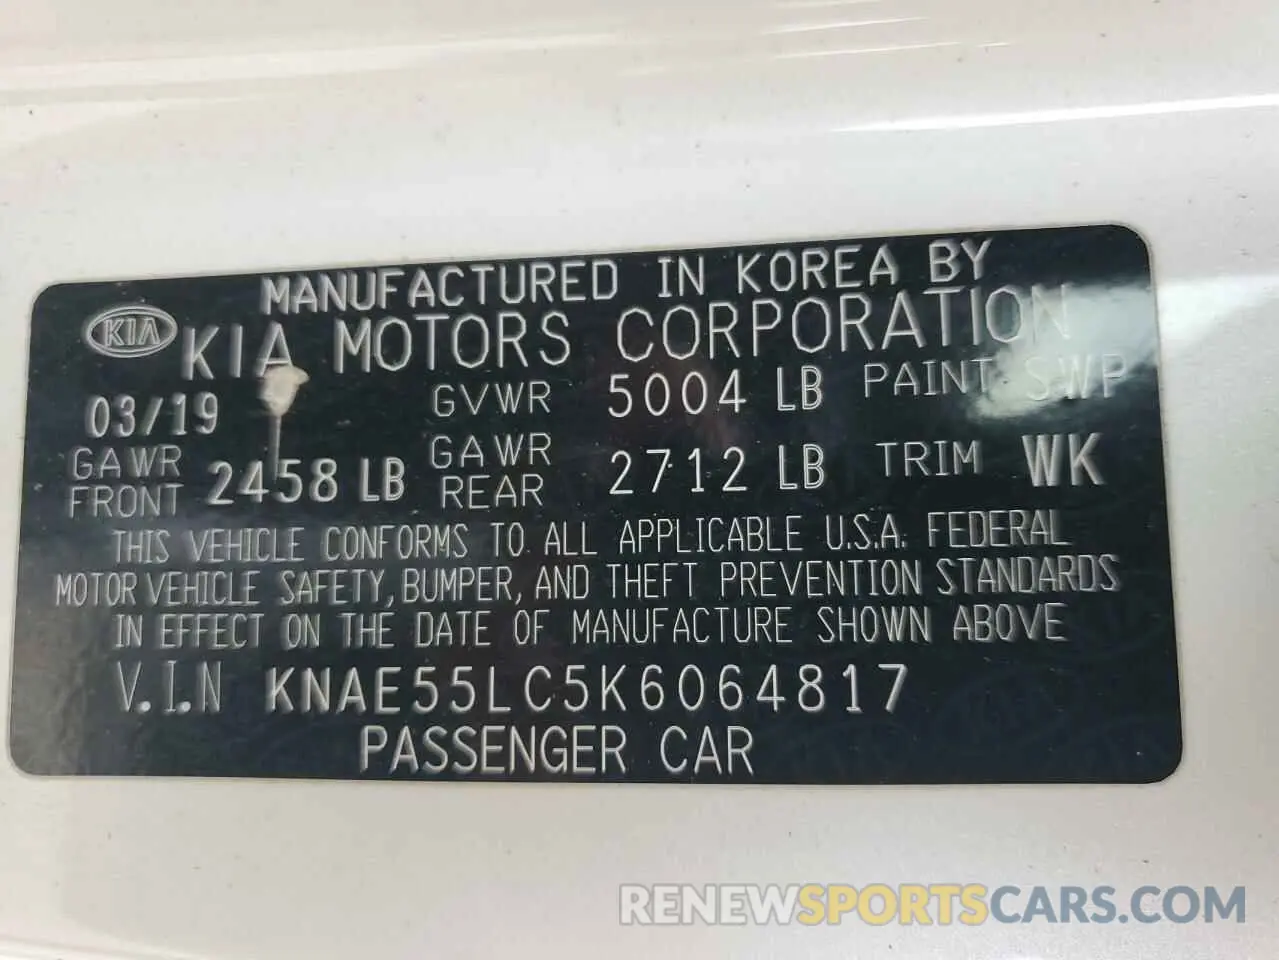 MANUFACTURED IN KOREA BY
KIA KIA MOTORS CORPORATION
03/19 GVWR 5004 LB PAINT SWP
GAWR FRONT 2458 LB GAWR REAR 2712 LB TRIM WK
THIS VEHICLE CONFORMS TO ALL APPLICABLE U.S.A. FEDERAL
MOTOR VEHICLE SAFETY, BUMPER, AND THEFT PREVENTION STANDARDS
IN EFFECT ON THE DATE OF MANUFACTURE SHOWN ABOVE
V.I.N KNAE55LC5K6064817
PASSENGER CAR
RENEWSPORTSCARS.COM